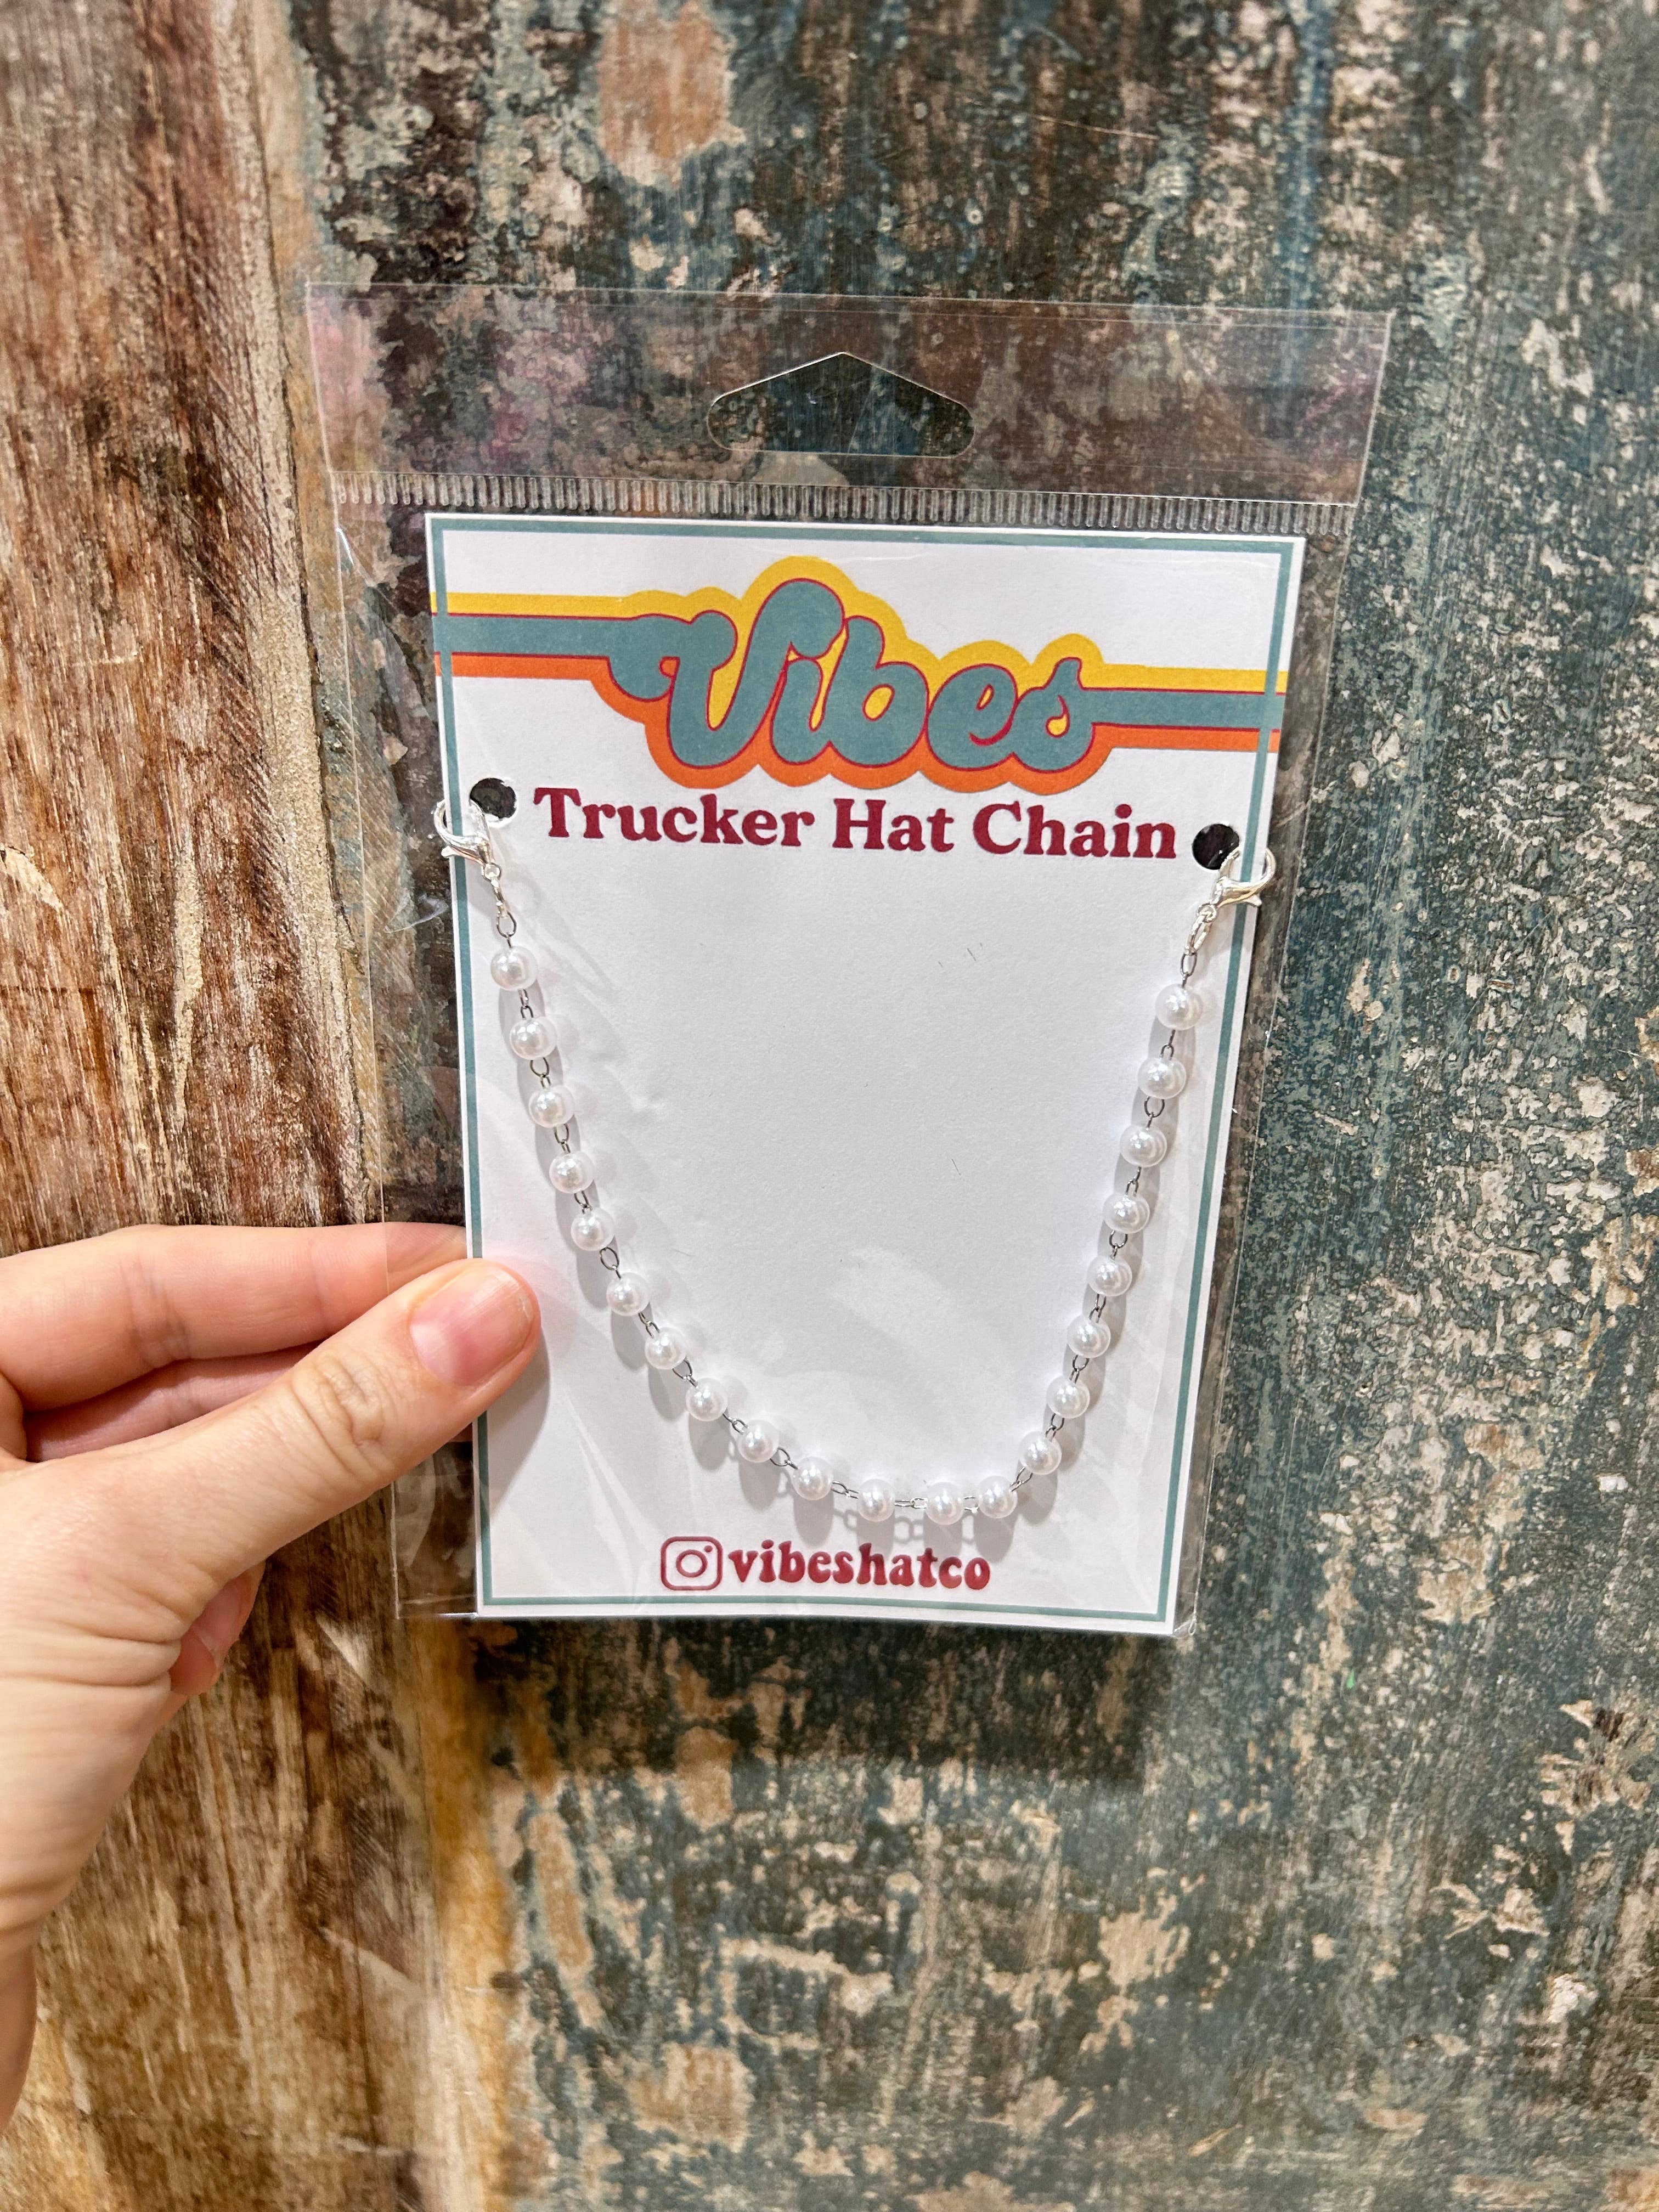 Vibes
Trucker Hat Chain
vibeshatco